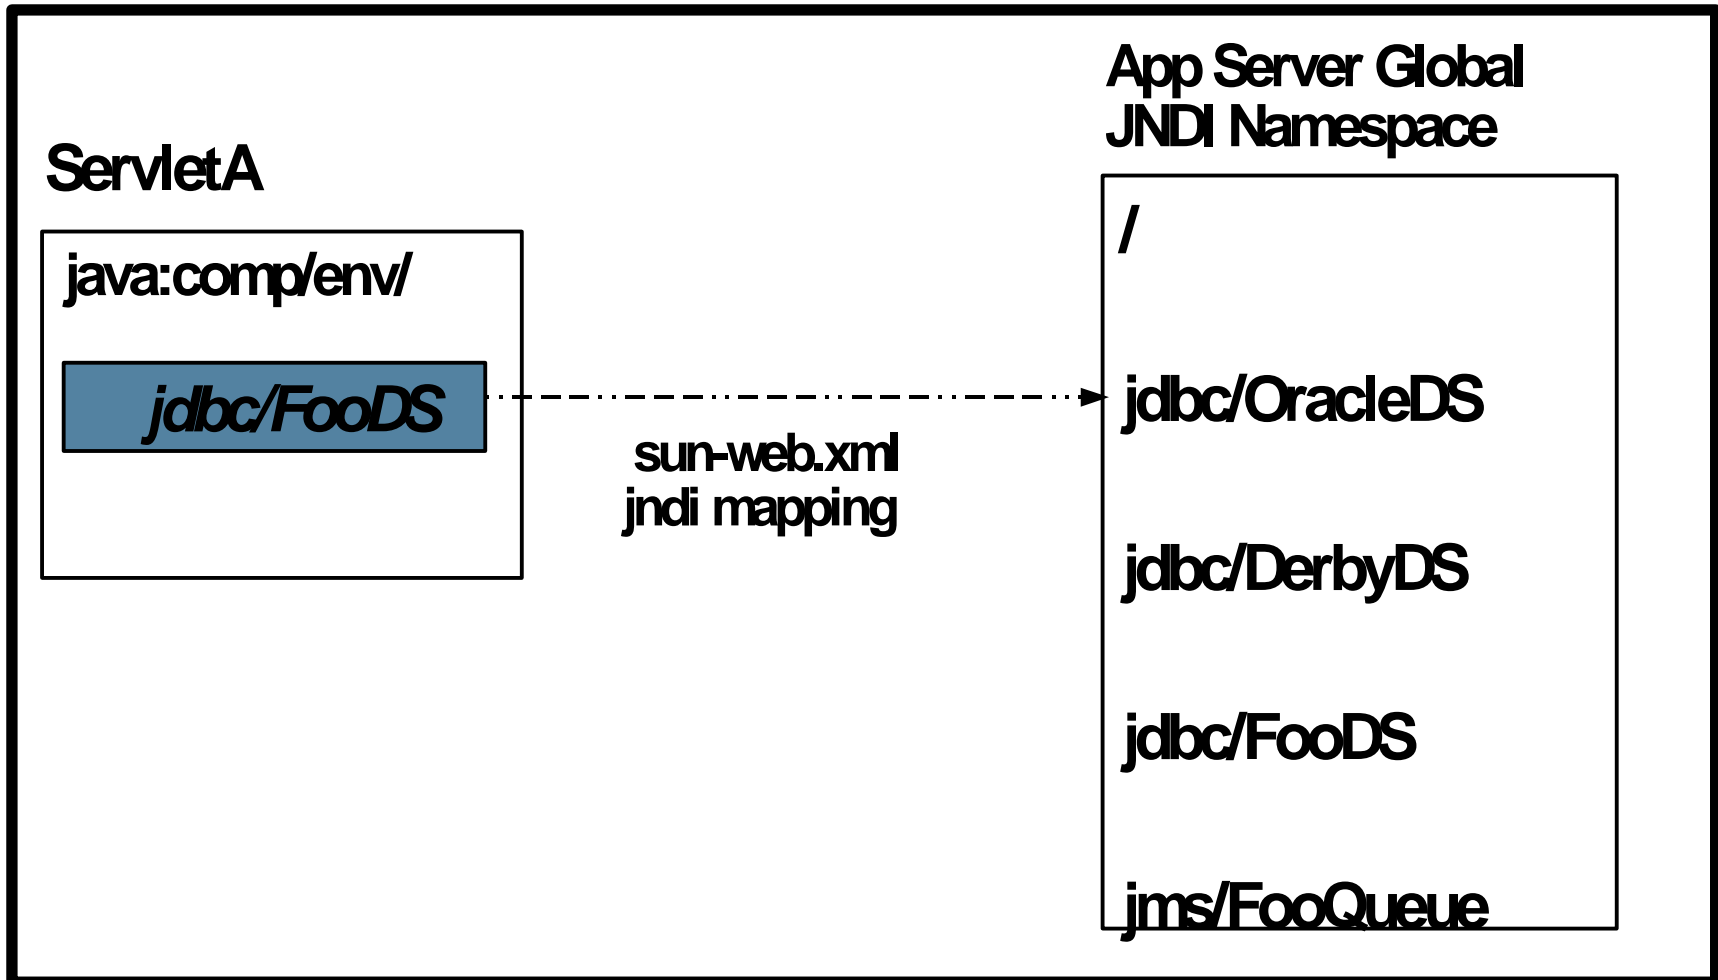 App Server Global
JNDI Namespace
ServletA
java:comp/env/
jdbc/FooDS
sun-web.xml
jndi mapping
/
jdbc/OracleDS
jdbc/DerbyDS
jdbc/FooDS
jms/FooQueue